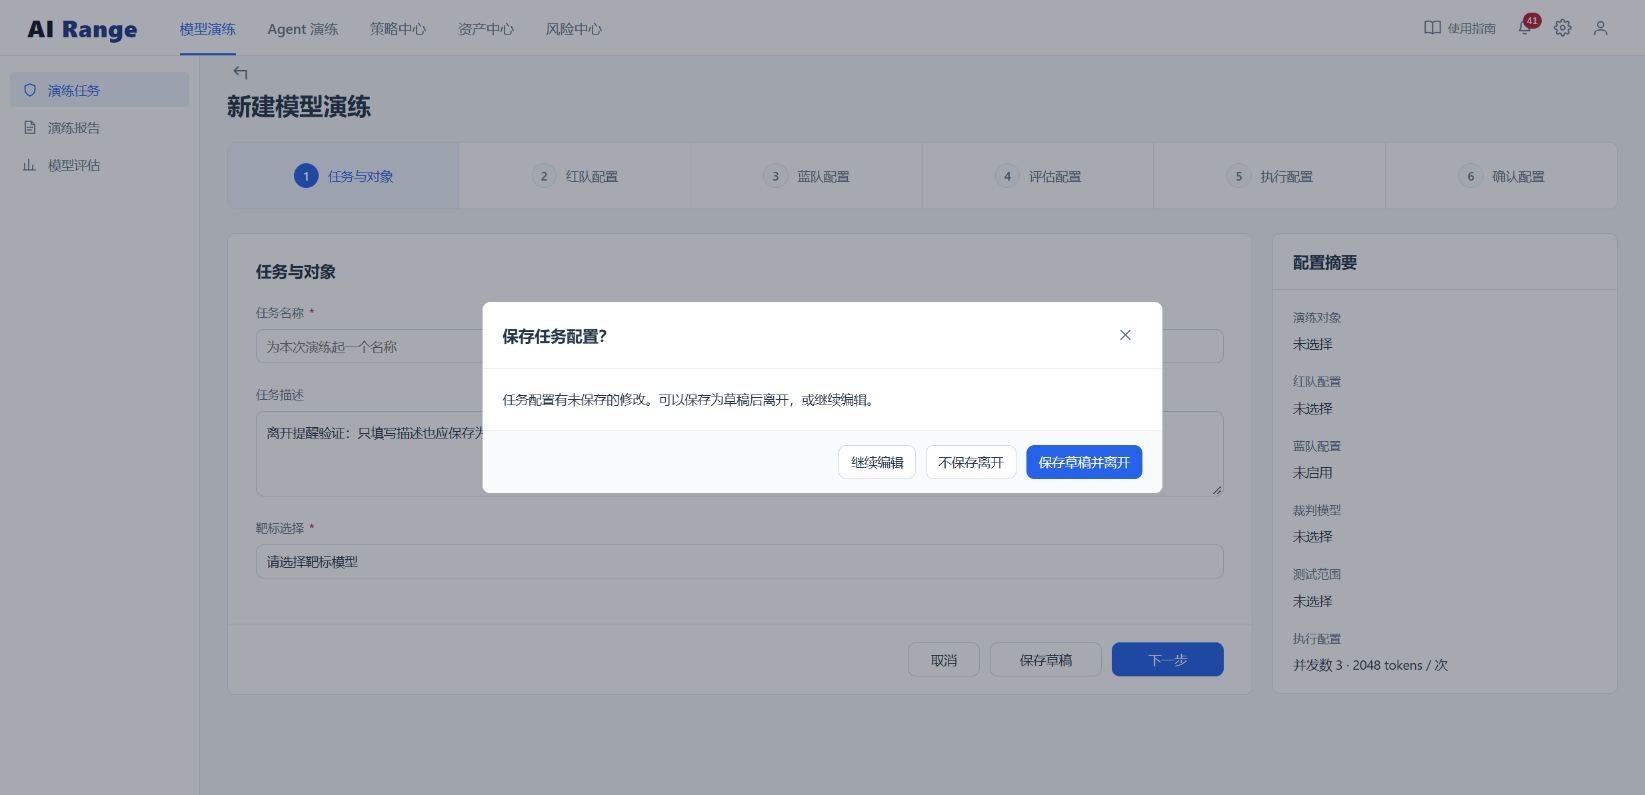 AI Range
模型演练
Agent 演练
策略中心
资产中心
风险中心
使用指南
41
演练任务
演练报告
模型评估
新建模型演练
1 任务与对象
2 红队配置
3 蓝队配置
4 评估配置
5 执行配置
6 确认配置
任务与对象
任务名称 *
为本次演练起一个名称
任务描述
离开提醒验证：只填写描述也应保存为
靶标选择 *
请选择靶标模型
取消
保存草稿
下一步
保存任务配置？
任务配置有未保存的修改。可以保存为草稿后离开，或继续编辑。
继续编辑
不保存离开
保存草稿并离开
配置摘要
演练对象
未选择
红队配置
未选择
蓝队配置
未启用
裁判模型
未选择
测试范围
未选择
执行配置
并发数 3 · 2048 tokens / 次